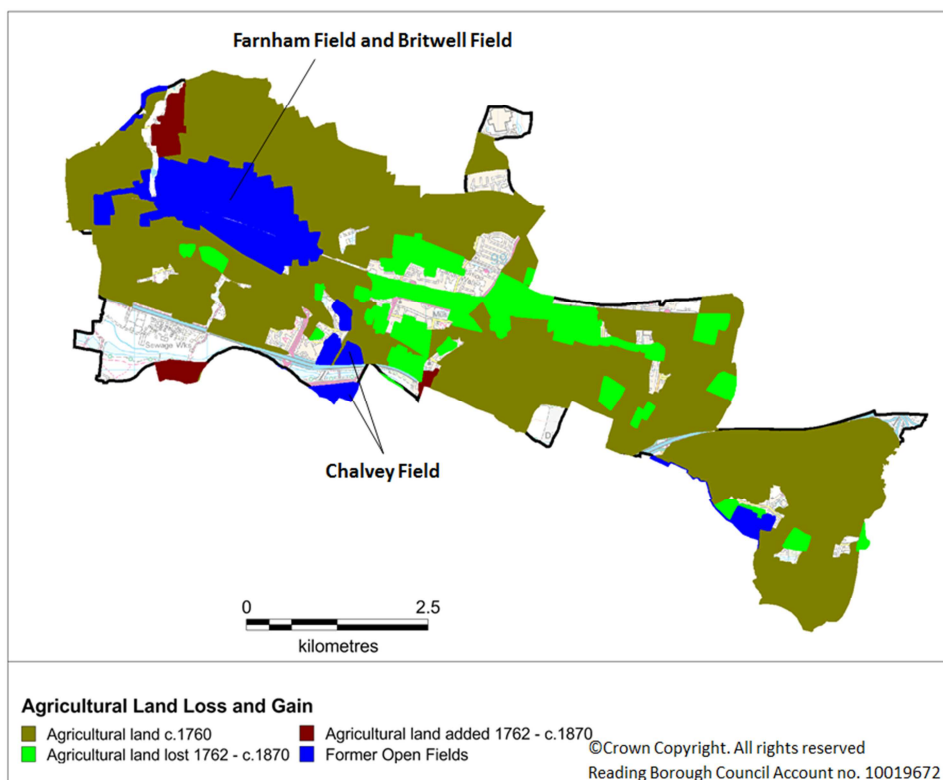 Farnham Field and Britwell Field
Sewage Wks
Chalvey Field
0 2.5
kilometres
Agricultural Land Loss and Gain
Agricultural land c.1760
Agricultural land added 1762 - c.1870
Agricultural land lost 1762 - c.1870
Former Open Fields
©Crown Copyright. All rights reserved
Reading Borough Council Account no. 10019672